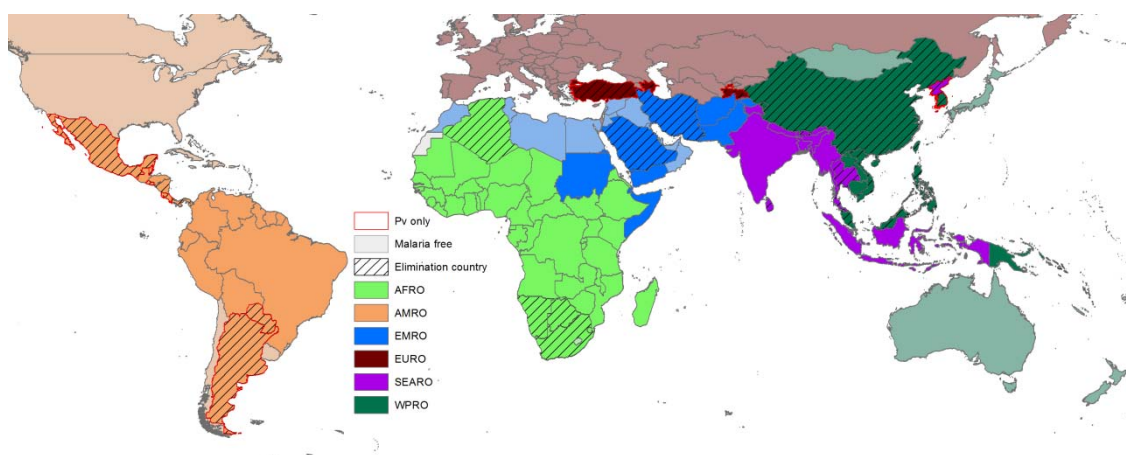 Pv only
Malaria free
Elimination country
AFRO
AMRO
EMRO
EURO
SEARO
WPRO